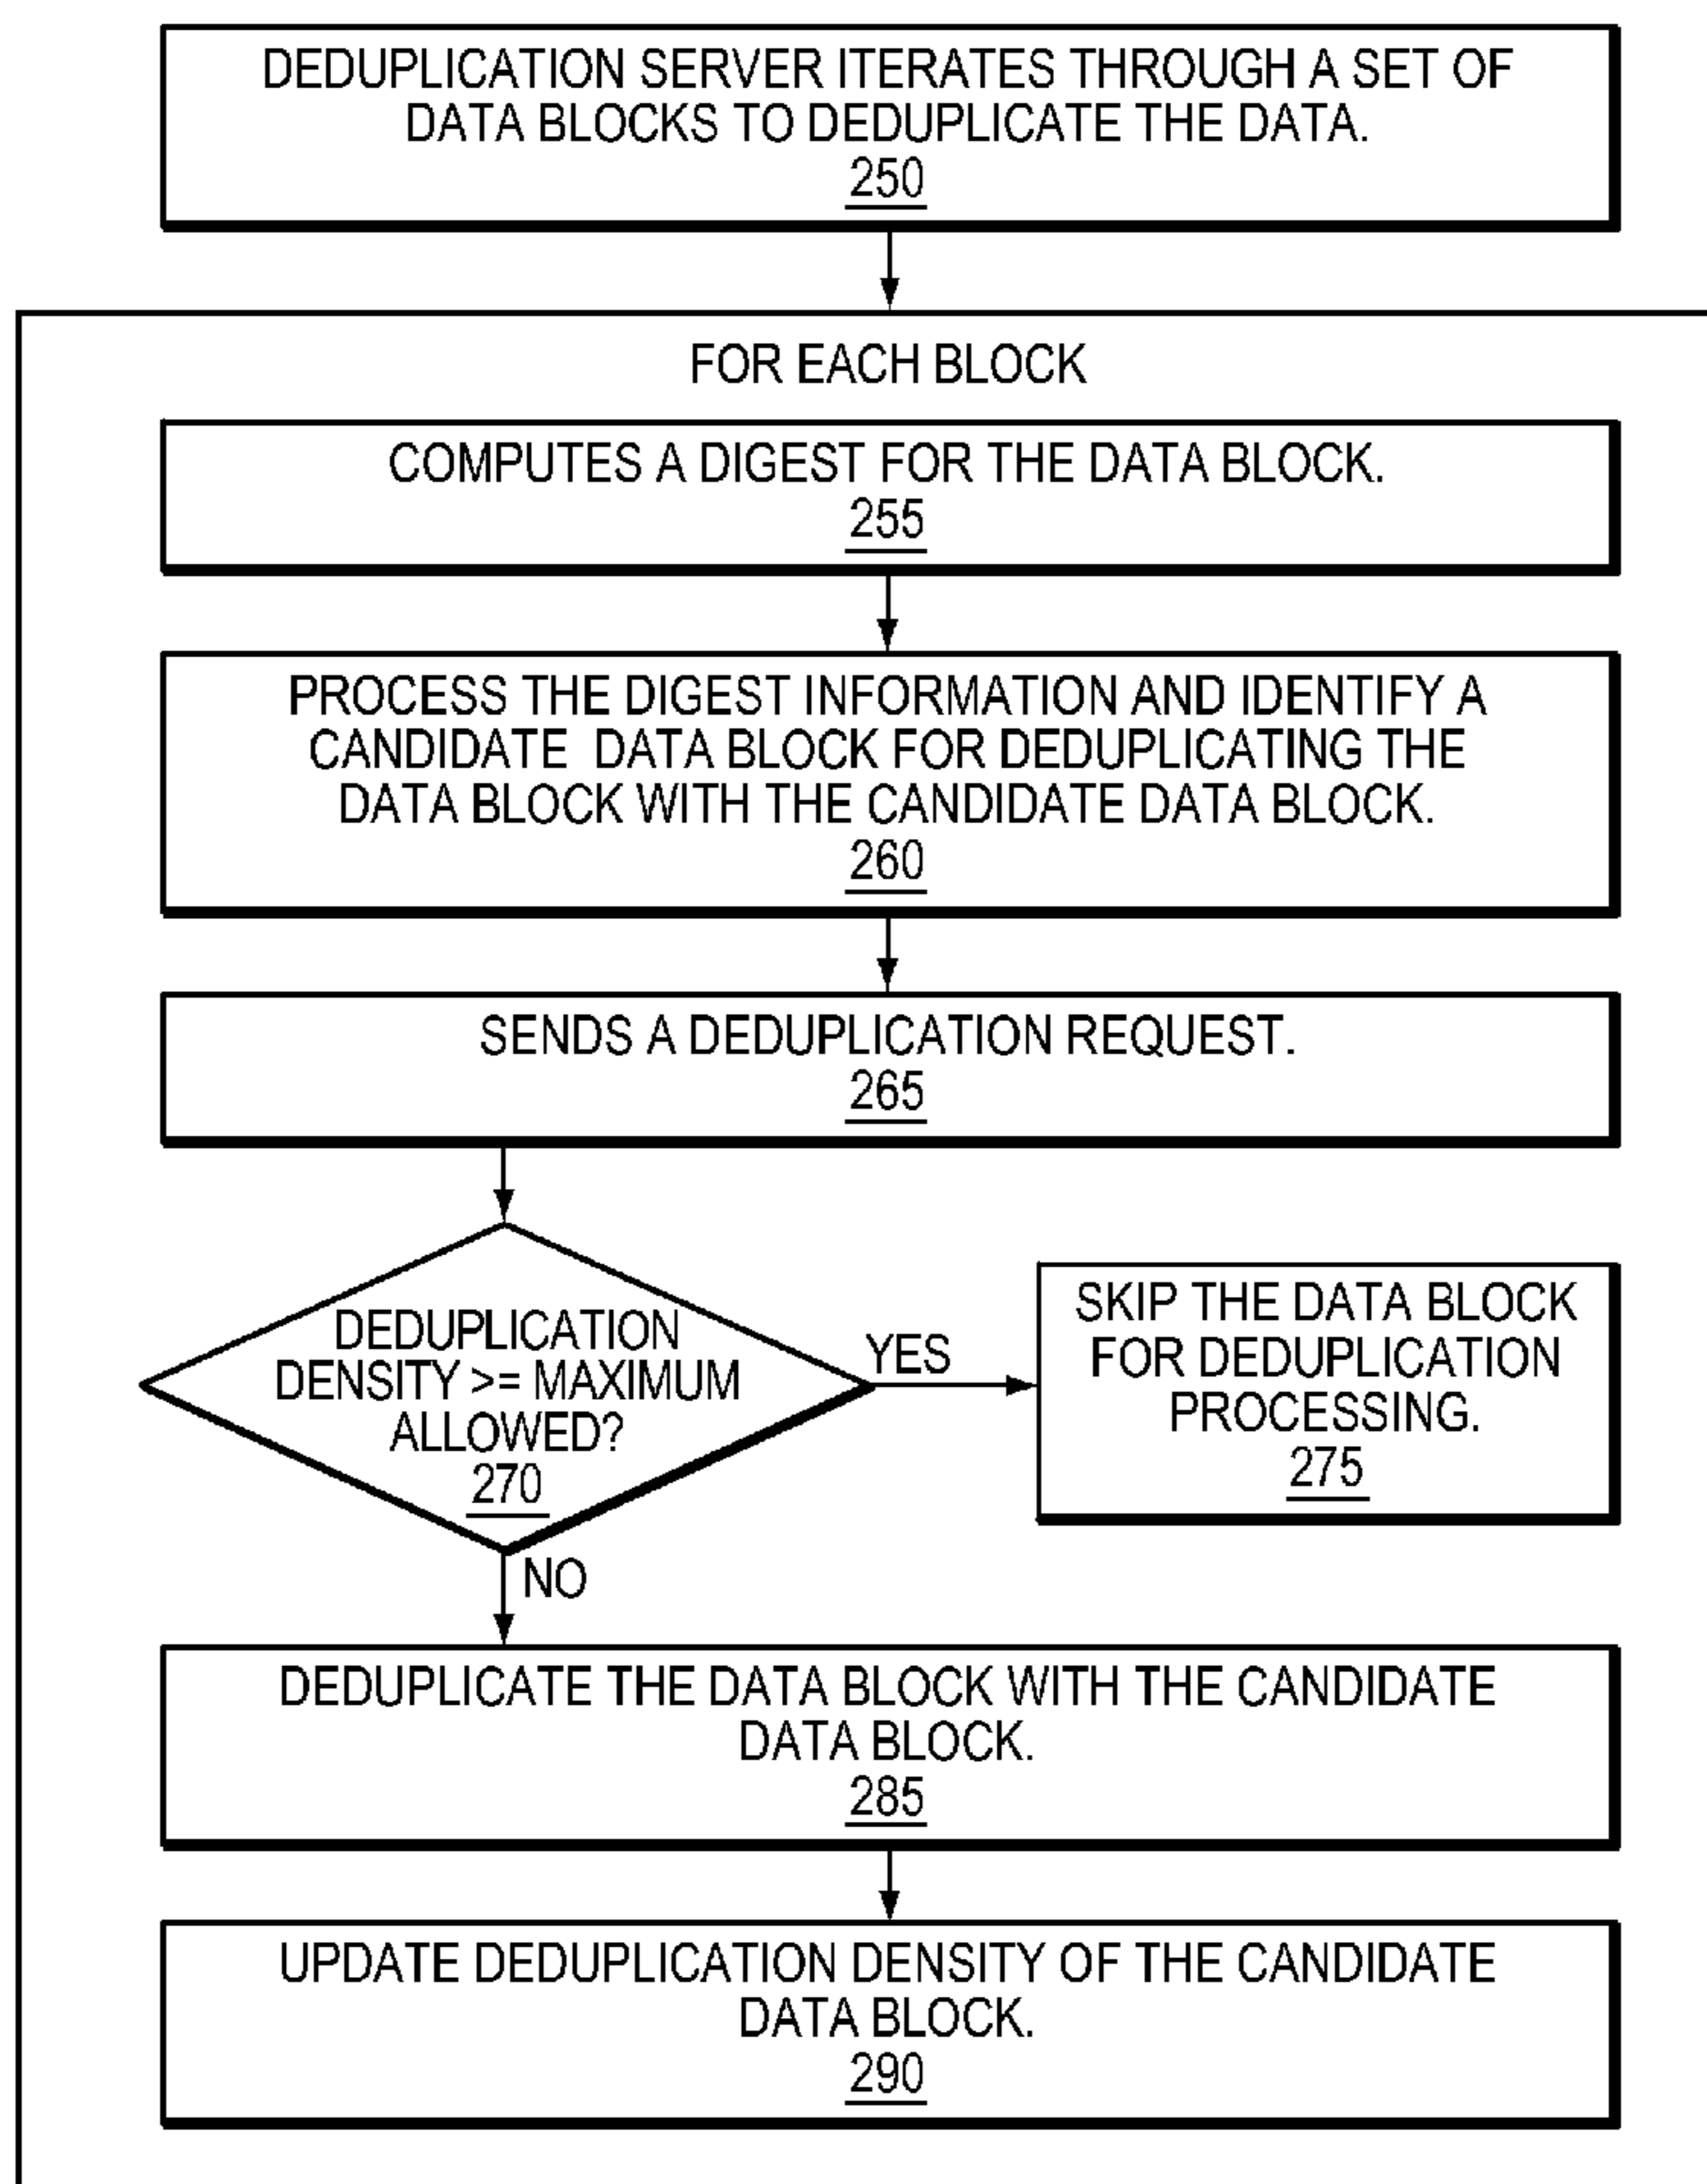 DEDUPLICATION SERVER ITERATES THROUGH A SET OF
DATA BLOCKS TO DEDUPLICATE THE DATA.
250
FOR EACH BLOCK
COMPUTES A DIGEST FOR THE DATA BLOCK.
255
PROCESS THE DIGEST INFORMATION AND IDENTIFY A
CANDIDATE DATA BLOCK FOR DEDUPLICATING THE
DATA BLOCK WITH THE CANDIDATE DATA BLOCK.
260
SENDS A DEDUPLICATION REQUEST.
265
DEDUPLICATION
DENSITY >= MAXIMUM
ALLOWED?
270
YES
SKIP THE DATA BLOCK
FOR DEDUPLICATION
PROCESSING.
275
NO
DEDUPLICATE THE DATA BLOCK WITH THE CANDIDATE
DATA BLOCK.
285
UPDATE DEDUPLICATION DENSITY OF THE CANDIDATE
DATA BLOCK.
290